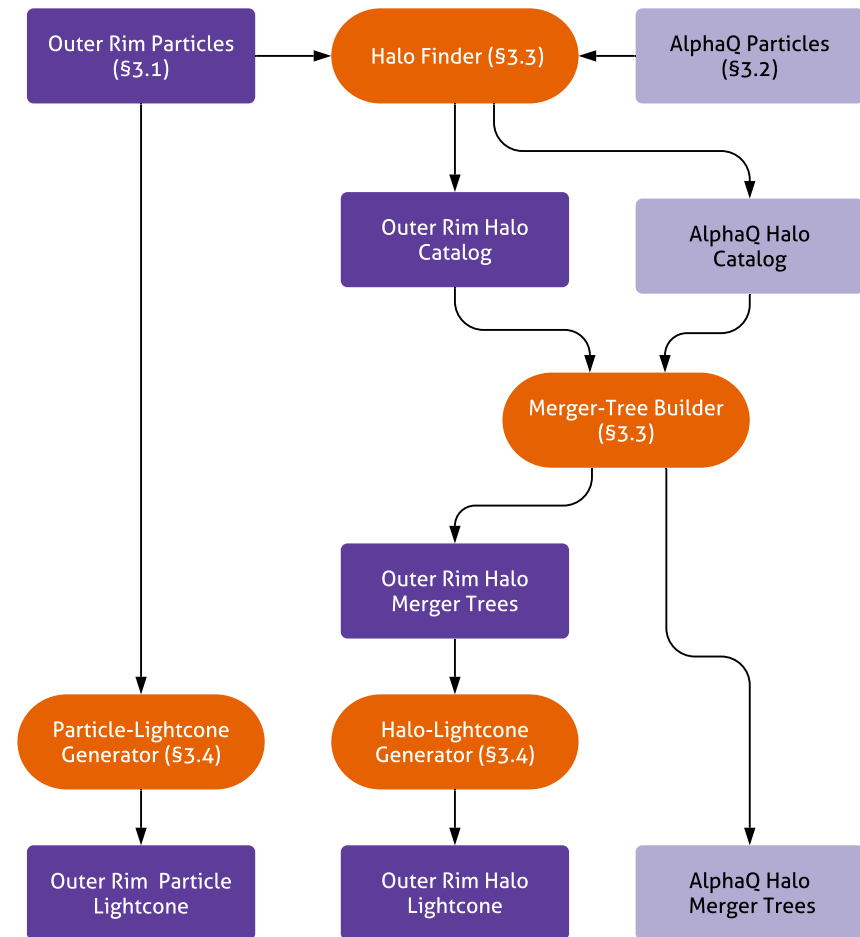 Outer Rim Particles
(§3.1)
Halo Finder (§3.3)
AlphaQ Particles
(§3.2)
Outer Rim Halo
Catalog
AlphaQ Halo
Catalog
Merger-Tree Builder
(§3.3)
Outer Rim Halo
Merger Trees
Particle-Lightcone
Generator (§3.4)
Halo-Lightcone
Generator (§3.4)
Outer Rim Particle
Lightcone
Outer Rim Halo
Lightcone
AlphaQ Halo
Merger Trees